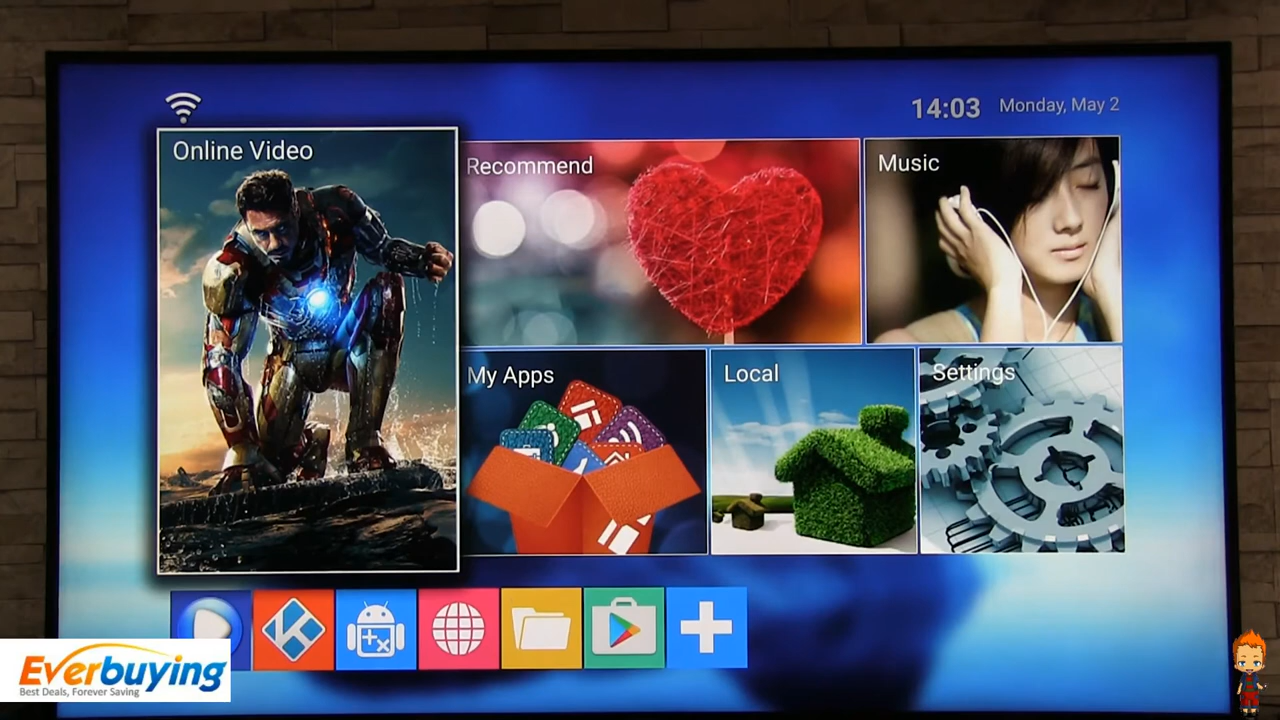 14:03 Monday, May 2
Online Video
Recommend
Music
My Apps
Local
Settings
Everbuying
Best Deals, Forever Saving